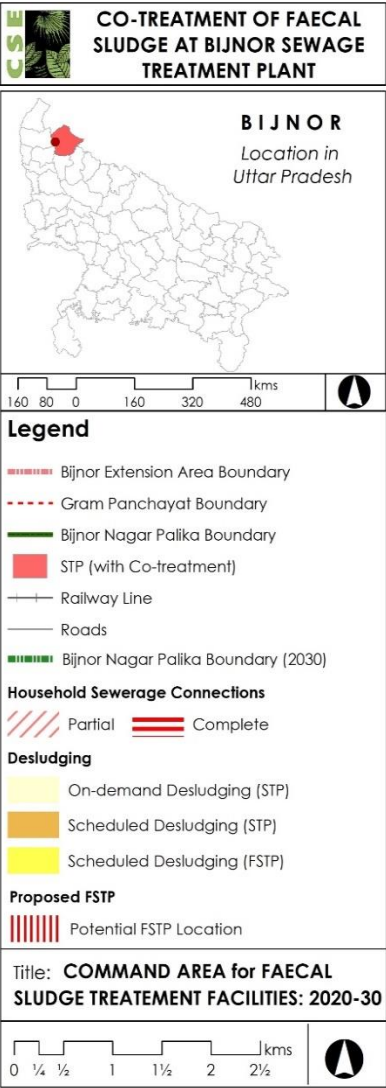 CSE
CO-TREATMENT OF FAECAL
SLUDGE AT BIJNOR SEWAGE
TREATMENT PLANT
BIJNOR
Location in
Uttar Pradesh
kms
160 80 0 160 320 480
Legend
Bijnor Extension Area Boundary
Gram Panchayat Boundary
Bijnor Nagar Palika Boundary
STP (with Co-treatment)
Railway Line
Roads
Bijnor Nagar Palika Boundary (2030)
Household Sewerage Connections
Partial Complete
Desludging
On-demand Desludging (STP)
Scheduled Desludging (STP)
Scheduled Desludging (FSTP)
Proposed FSTP
Potential FSTP Location
Title: COMMAND AREA for FAECAL
SLUDGE TREATEMENT FACILITIES: 2020-30
kms
0 ¼ ½ 1 1½ 2 2½